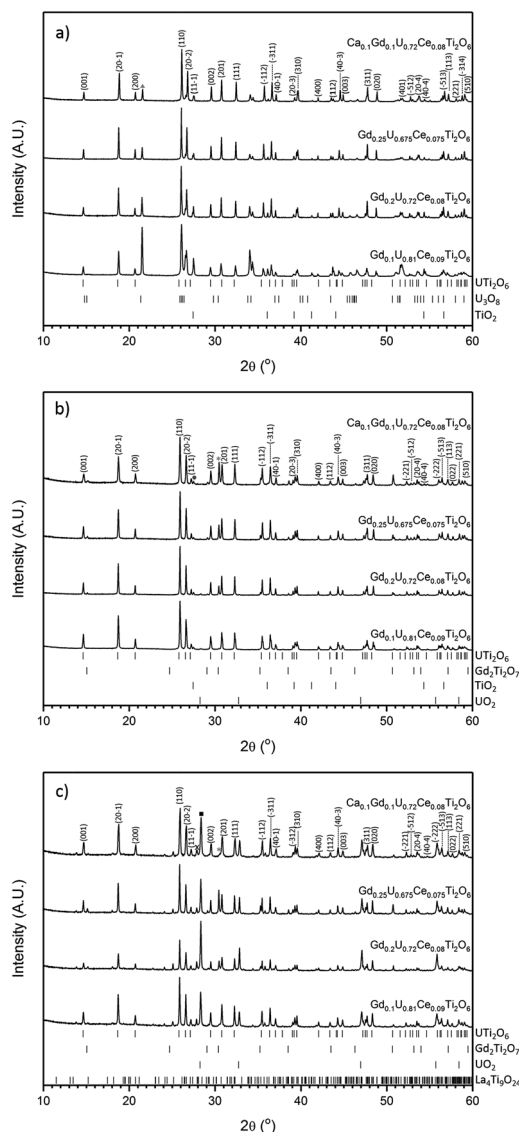 a)
Ca0.1Gd0.1U0.72Ce0.08Ti2O6
(001)
(20-1)
(200)
*
(110)
(20-2)
(11-1)
(002)
(201)
(111)
(-112)
(-311)
(40-1)
(20-3)
(310)
(400)
(112)
(40-3)
(003)
(311)
(020)
(401)
(-512)
(20-4)
(40-4)
(-513)
(113)
(221)
(-314)
(510)
Gd0.25U0.675Ce0.075Ti2O6
Gd0.2U0.72Ce0.08Ti2O6
Gd0.1U0.81Ce0.09Ti2O6
UTi2O6
U3O8
TiO2
Intensity (A.U.)
10 20 30 40 50 60
2θ (°)
b)
Ca0.1Gd0.1U0.72Ce0.08Ti2O6
(001)
(20-1)
(200)
(110)
(20-2)
(11-1)
(002)
*
(201)
(111)
(-112)
(-311)
(40-1)
(20-3)
(310)
(400)
(112)
(40-3)
(003)
(311)
(020)
(-221)
(-512)
(20-4)
(40-4)
(-222)
(-513)
(113)
(022)
(221)
(510)
Gd0.25U0.675Ce0.075Ti2O6
Gd0.2U0.72Ce0.08Ti2O6
Gd0.1U0.81Ce0.09Ti2O6
UTi2O6
Gd2Ti2O7
TiO2
UO2
Intensity (A.U.)
10 20 30 40 50 60
2θ (°)
c)
Ca0.1Gd0.1U0.72Ce0.08Ti2O6
(001)
(20-1)
(200)
(110)
(20-2)
(11-1)
(002)
*
(201)
(111)
(-112)
(-311)
(40-1)
(-312)
(310)
(400)
(112)
(40-3)
(003)
(311)
(020)
(-221)
(-512)
(20-4)
(40-4)
(-222)
(-513)
(113)
(022)
(221)
(510)
Gd0.25U0.675Ce0.075Ti2O6
Gd0.2U0.72Ce0.08Ti2O6
Gd0.1U0.81Ce0.09Ti2O6
UTi2O6
Gd2Ti2O7
UO2
La4Ti9O24
Intensity (A.U.)
10 20 30 40 50 60
2θ (°)